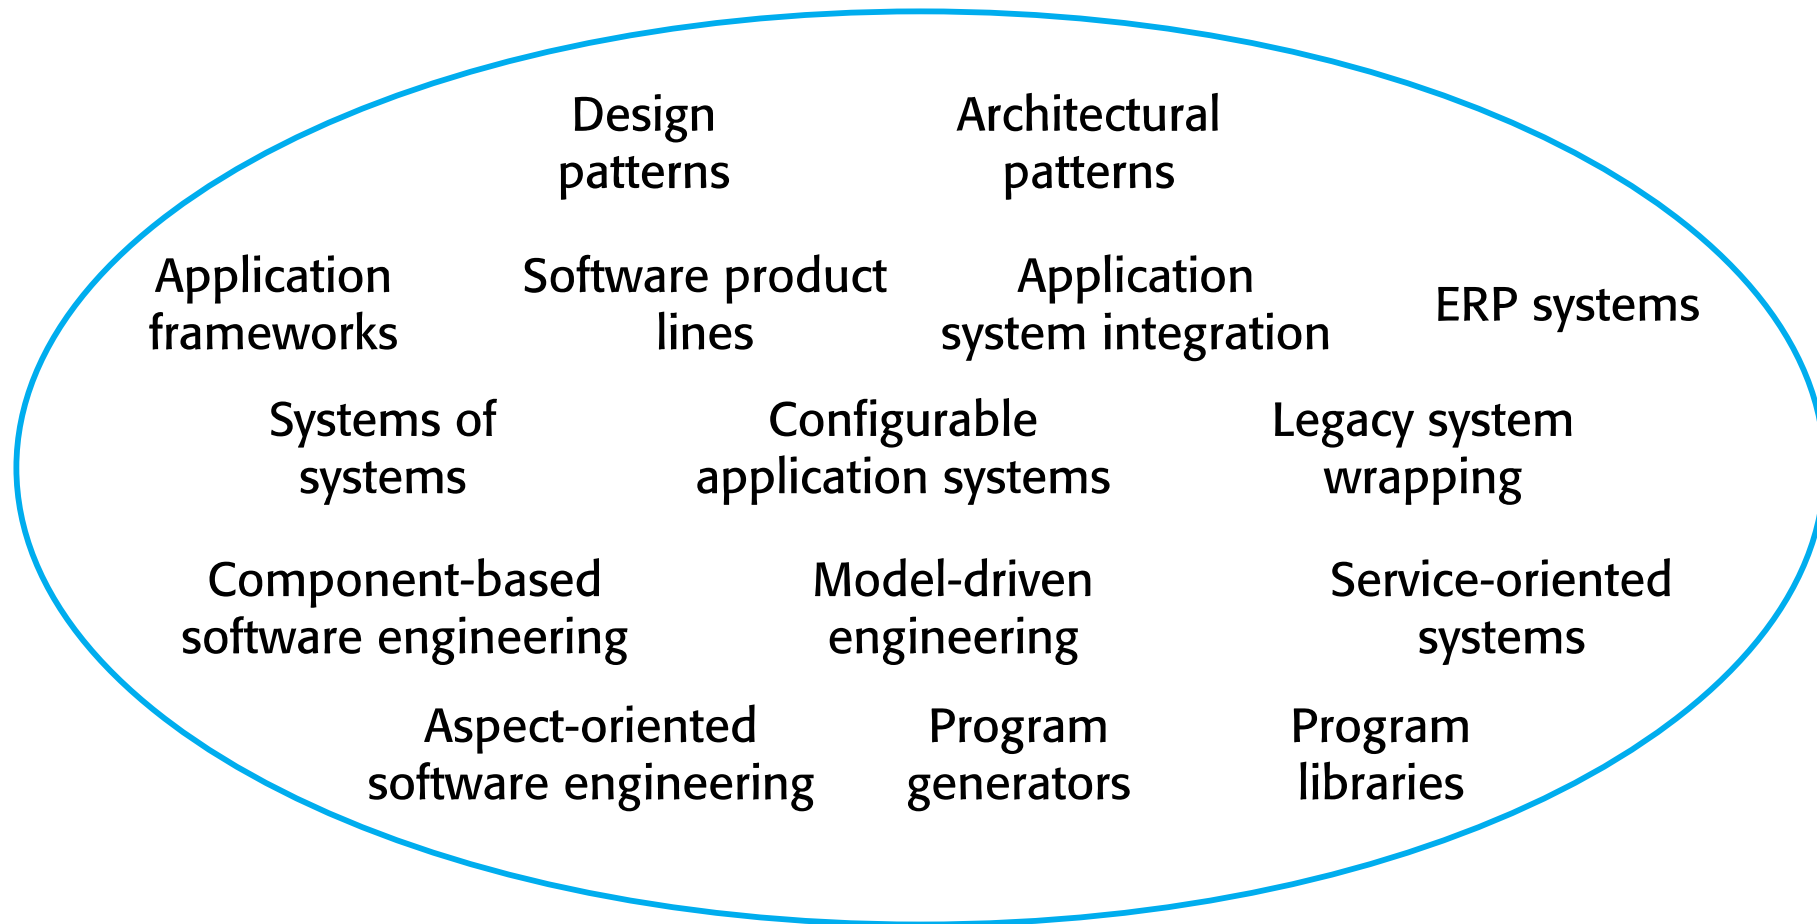 Design
patterns
Architectural
patterns
Application
frameworks
Software product
lines
Application
system integration
ERP systems
Systems of
systems
Configurable
application systems
Legacy system
wrapping
Component-based
software engineering
Model-driven
engineering
Service-oriented
systems
Aspect-oriented
software engineering
Program
generators
Program
libraries